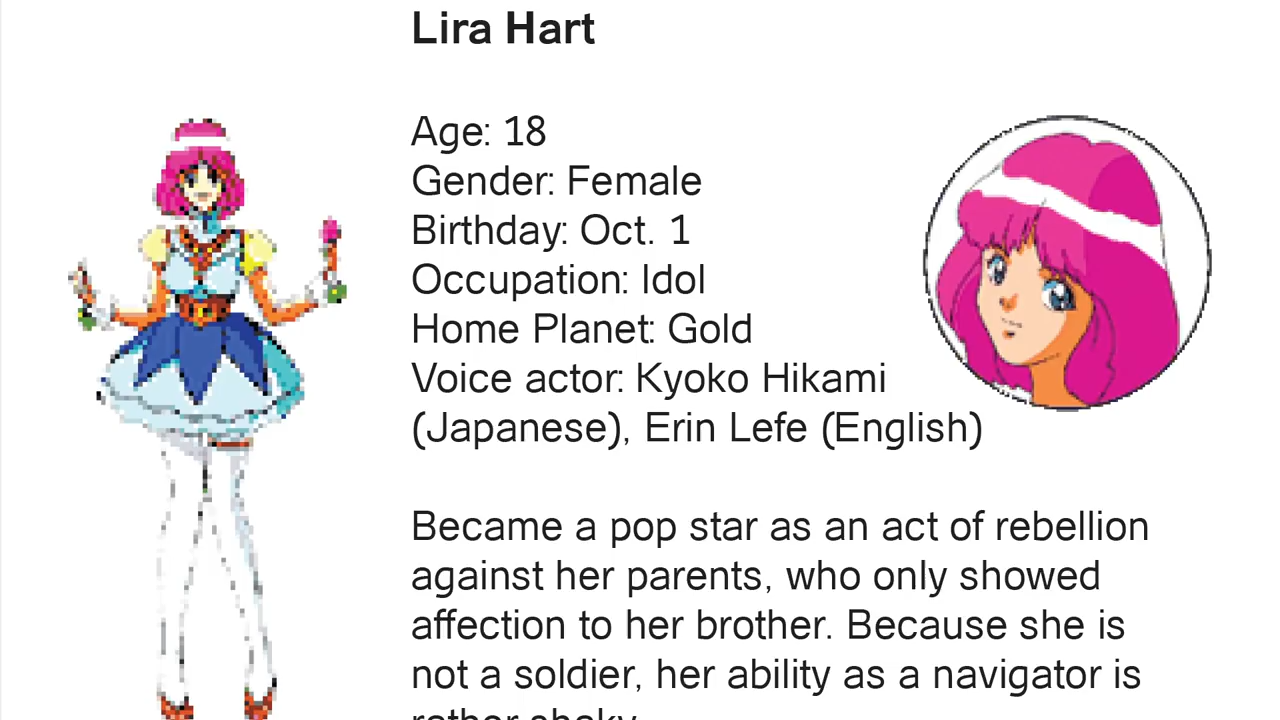 Lira Hart
Age: 18
Gender: Female
Birthday: Oct. 1
Occupation: Idol
Home Planet: Gold
Voice actor: Kyoko Hikami
(Japanese), Erin Lefe (English)
Became a pop star as an act of rebellion
against her parents, who only showed
affection to her brother. Because she is
not a soldier, her ability as a navigator is
rather shaky